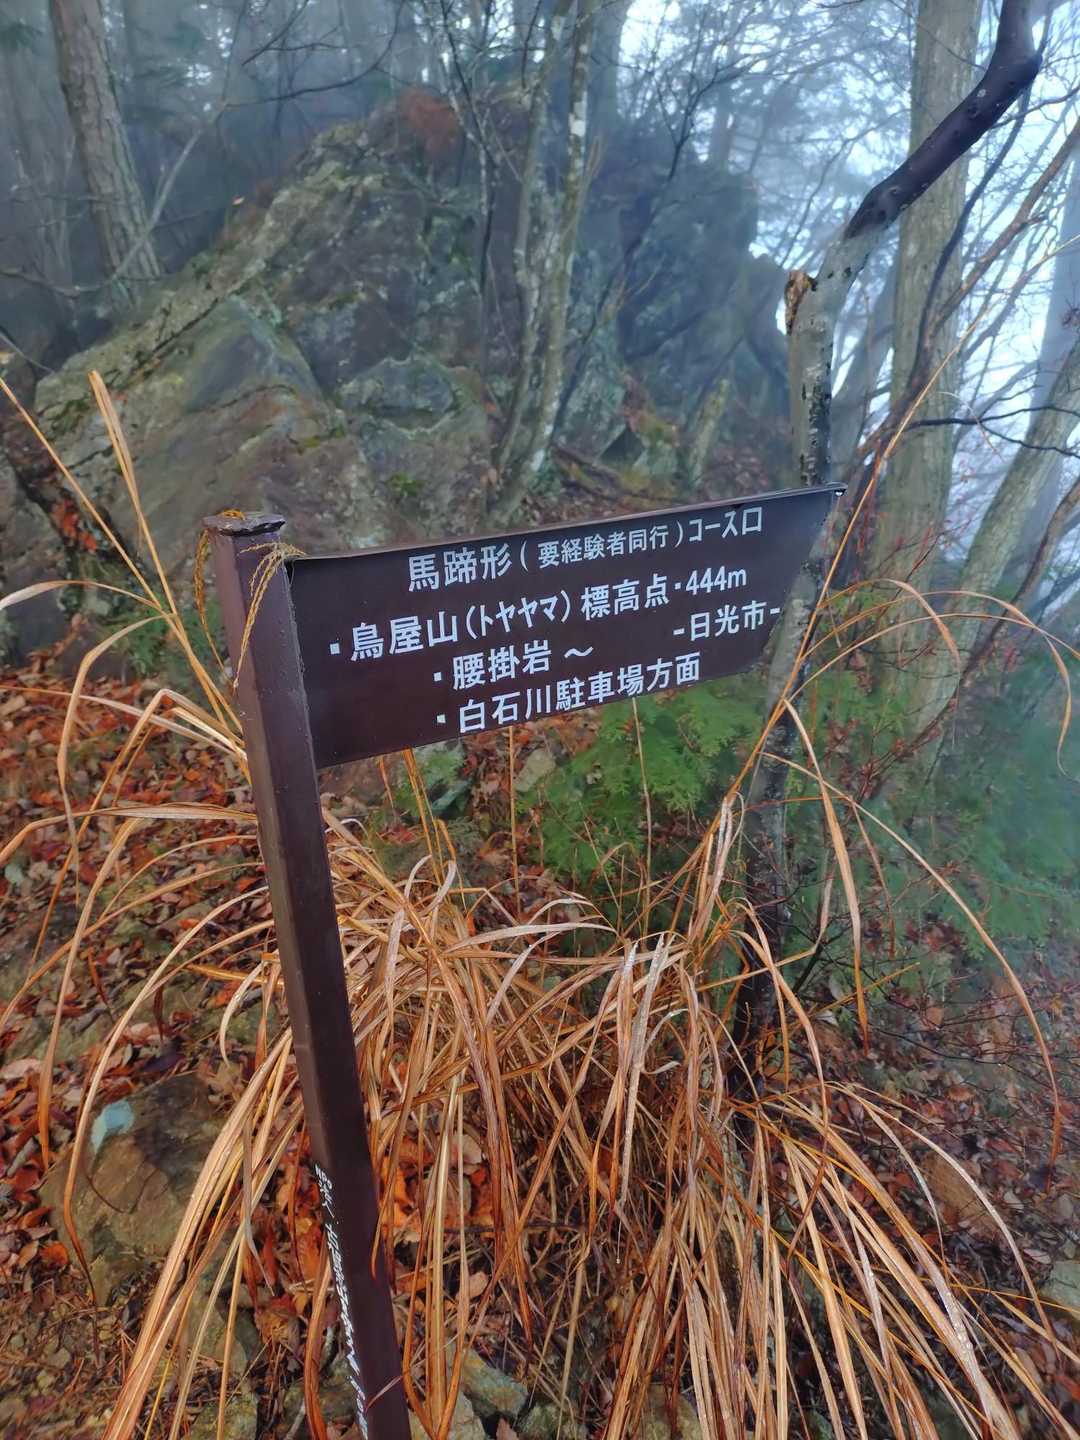 馬蹄形(要経験者同行)コース口
・鳥屋山(トヤヤマ)標高点・444m
・腰掛岩 ～ -日光市-
・白石川駐車場方面